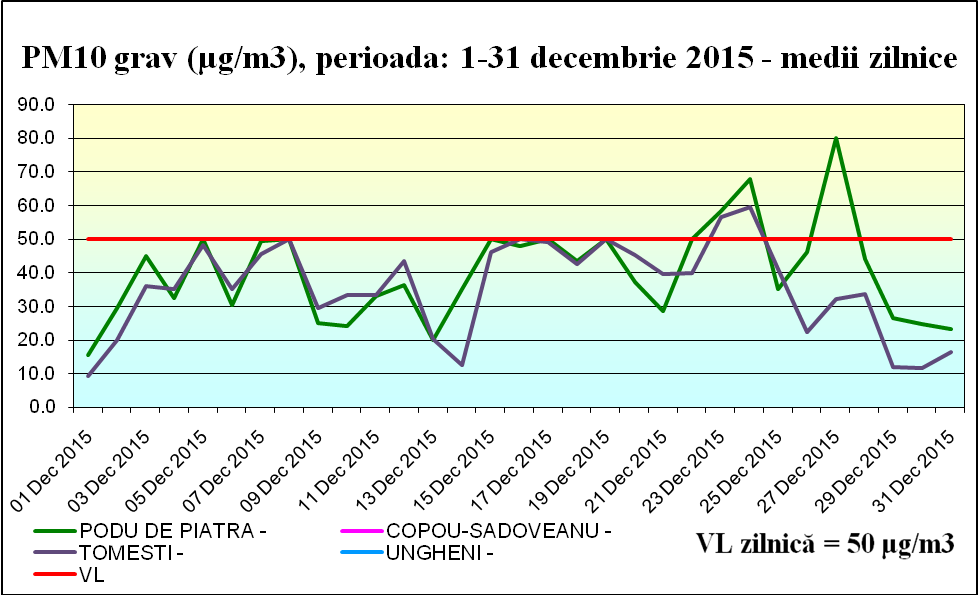 PM10 grav (µg/m3), perioada: 1-31 decembrie 2015 - medii zilnice
90.0
80.0
70.0
60.0
50.0
40.0
30.0
20.0
10.0
0.0
01 Dec 2015
03 Dec 2015
05 Dec 2015
07 Dec 2015
09 Dec 2015
11 Dec 2015
13 Dec 2015
15 Dec 2015
17 Dec 2015
19 Dec 2015
21 Dec 2015
23 Dec 2015
25 Dec 2015
27 Dec 2015
29 Dec 2015
31 Dec 2015
PODU DE PIATRA -
COPOU-SADOVEANU -
TOMESTI -
UNGHENI -
VL
VL zilnică = 50 µg/m3